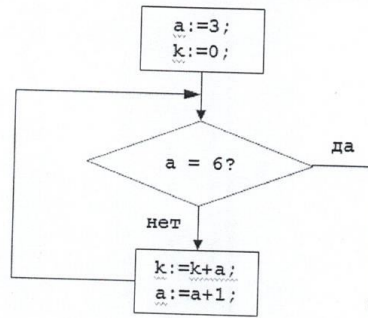 a:=3;
k:=0;
a = 6?
да
нет
k:=k+a;
a:=a+1;